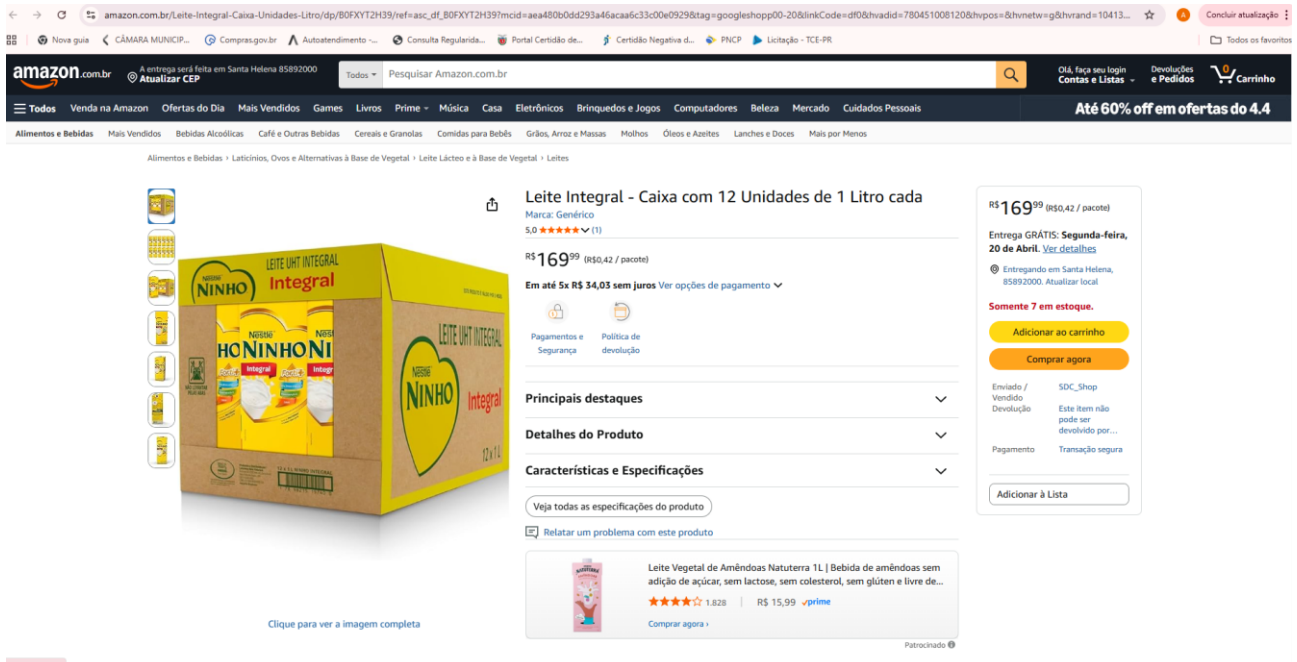 amazon.com.br/Leite-Integral-Caixa-Unidades-Litro/dp/B0FXYT2H39/ref=asc_df_B0FXYT2H39?mcid=aea480b0dd293a46acaa6c33c00e0929&tag=googleshopp00-20&linkCode=df0&hvadid=780451008120&hvpos=&hvnetw=g&hvrand=10413...
Concluir atualização
Nova guia
CÂMARA MUNICIP...
Compras.gov.br
Autoatendimento -...
Consulta Regularida...
Portal Certidão de...
Certidão Negativa d...
PNCP
Licitação - TCE-PR
Todos os favoritos
amazon.com.br
A entrega será feita em Santa Helena 85892000
Atualizar CEP
Todos
Pesquisar Amazon.com.br
Olá, faça seu login
Contas e Listas
Devoluções
e Pedidos
0
Carrinho
Todos
Venda na Amazon
Ofertas do Dia
Mais Vendidos
Games
Livros
Prime
Música
Casa
Eletrônicos
Brinquedos e Jogos
Computadores
Beleza
Mercado
Cuidados Pessoais
Até 60% off em ofertas do 4.4
Alimentos e Bebidas
Mais Vendidos
Bebidas Alcoólicas
Café e Outras Bebidas
Cereais e Granolas
Comidas para Bebês
Grãos, Arroz e Massas
Molhos
Óleos e Azeites
Lanches e Doces
Mais por Menos
Alimentos e Bebidas › Laticínios, Ovos e Alternativas à Base de Vegetal › Leite Lácteo e à Base de Vegetal › Leites
LEITE UHT INTEGRAL
Integral
Nestlé
NINHO
Nestlé
NINHO
Integral
LEITE UHT INTEGRAL
Nestlé
NINHO
Integral
12 x 1 L
Clique para ver a imagem completa
Leite Integral - Caixa com 12 Unidades de 1 Litro cada
Marca: Genérico
5,0 ★★★★★ (1)
R$169⁹⁹ (R$0,42 / pacote)
Em até 5x R$ 34,03 sem juros Ver opções de pagamento
Pagamentos e
Segurança
Política de
devolução
Principais destaques
Detalhes do Produto
Características e Especificações
Veja todas as especificações do produto
Relatar um problema com este produto
Leite Vegetal de Amêndoas Natuterra 1L | Bebida de amêndoas sem
adição de açúcar, sem lactose, sem colesterol, sem glúten e livre de...
1.828
R$ 15,99
prime
Comprar agora ›
Patrocinado
R$169⁹⁹ (R$0,42 / pacote)
Entrega GRÁTIS: Segunda-feira,
20 de Abril. Ver detalhes
Entregando em Santa Helena,
85892000. Atualizar local
Somente 7 em estoque.
Adicionar ao carrinho
Comprar agora
Enviado /
Vendido
SDC_Shop
Devolução
Este item não
pode ser
devolvido por...
Pagamento
Transação segura
Adicionar à Lista